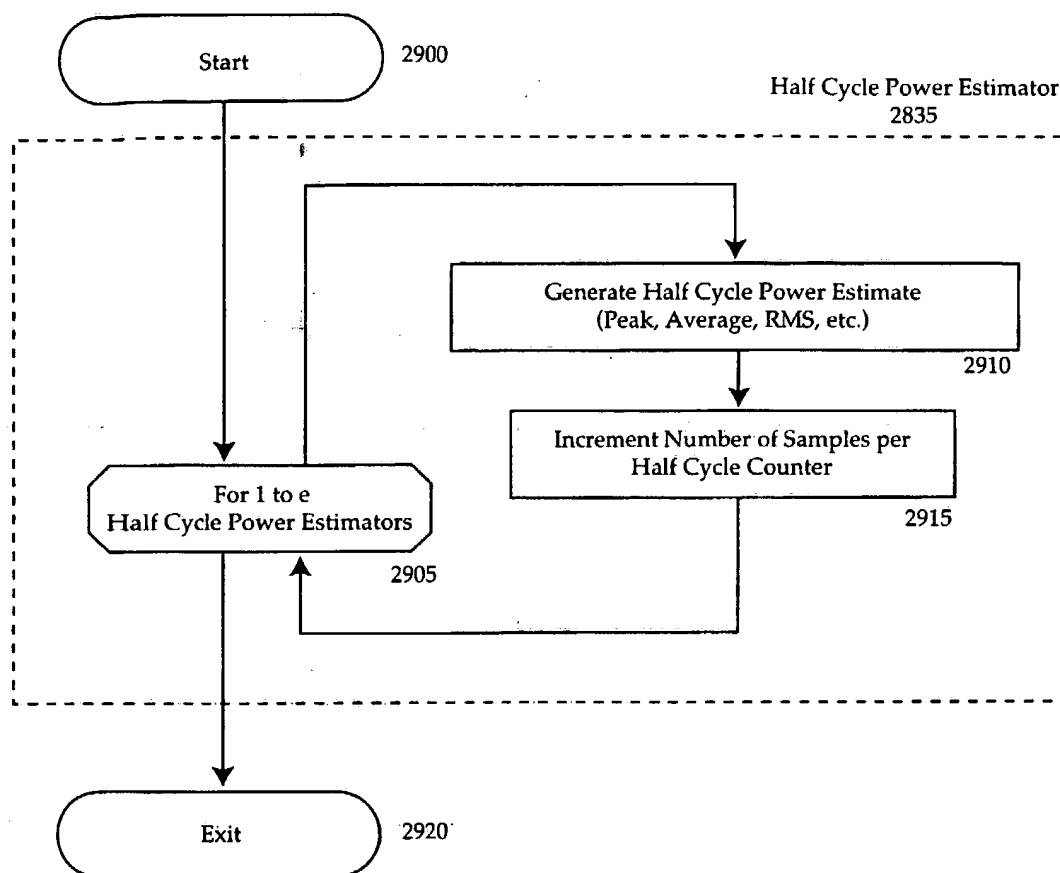 Start
2900
Half Cycle Power Estimator
2835
Generate Half Cycle Power Estimate
(Peak, Average, RMS, etc.)
2910
Increment Number of Samples per
Half Cycle Counter
2915
For 1 to e
Half Cycle Power Estimators
2905
Exit
2920